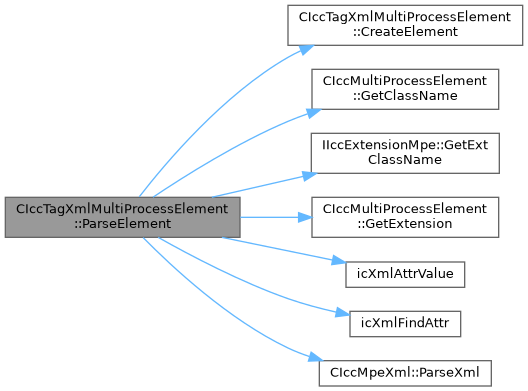 CIccTagXmlMultiProcessElement
::CreateElement
CIccMultiProcessElement
::GetClassName
IIccExtensionMpe::GetExt
ClassName
CIccTagXmlMultiProcessElement
::ParseElement
CIccMultiProcessElement
::GetExtension
icXmlAttrValue
icXmlFindAttr
CIccMpeXml::ParseXml